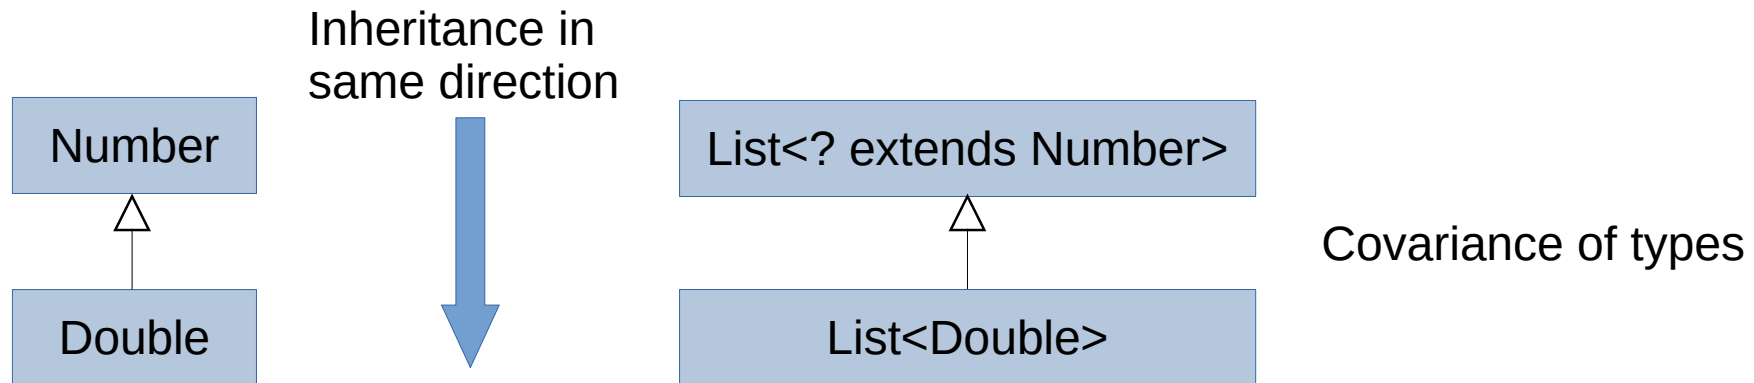 Inheritance in
same direction
Number
List<? extends Number>
Covariance of types
Double
List<Double>